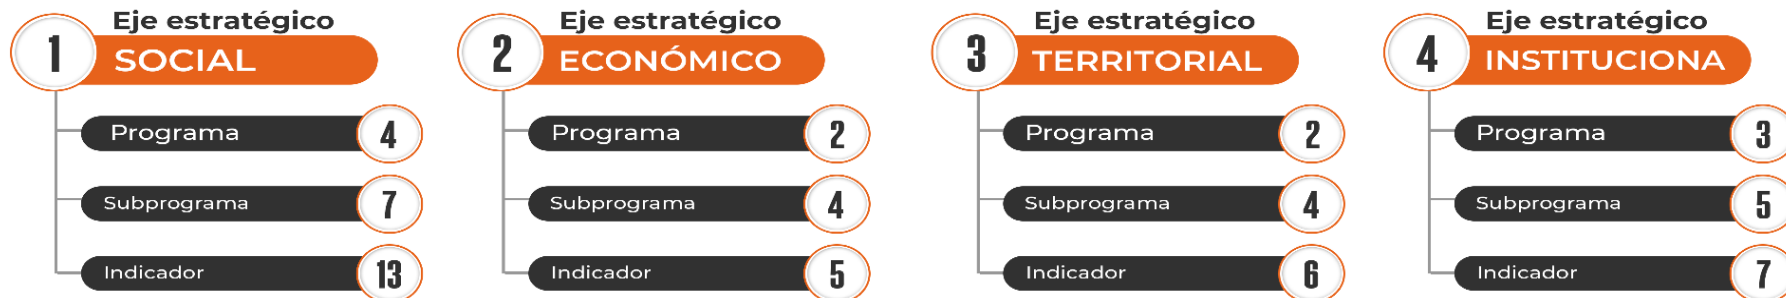 Eje estratégico
1 SOCIAL
Programa 4
Subprograma 7
Indicador 13
Eje estratégico
2 ECONÓMICO
Programa 2
Subprograma 4
Indicador 5
Eje estratégico
3 TERRITORIAL
Programa 2
Subprograma 4
Indicador 6
Eje estratégico
4 INSTITUCIONA
Programa 3
Subprograma 5
Indicador 7